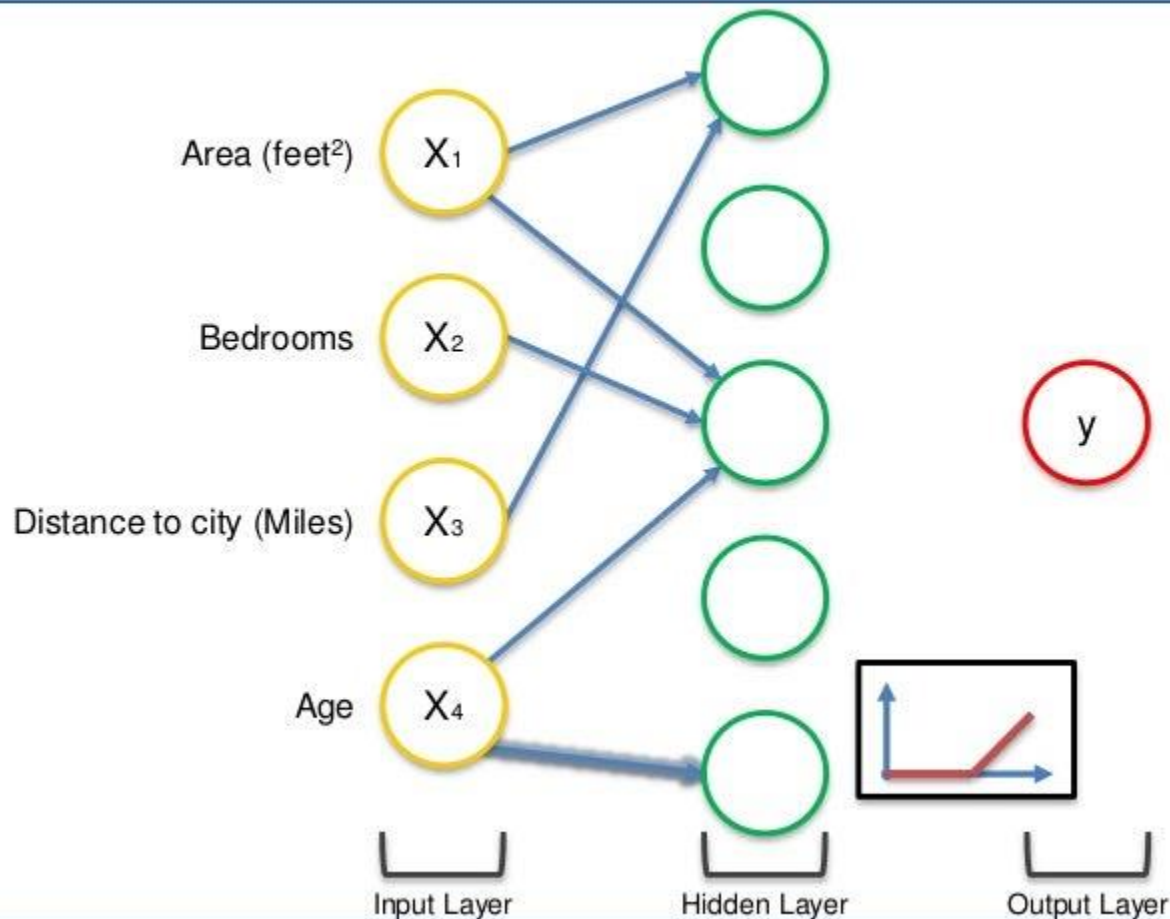 Area (feet²)
X₁
Bedrooms
X₂
Distance to city (Miles)
X₃
Age
X₄
y
Input Layer
Hidden Layer
Output Layer